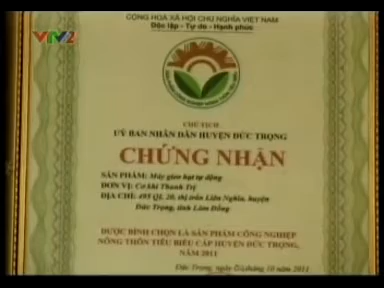 VTV2
CỘNG HOÀ XÃ HỘI CHỦ NGHĨA VIỆT NAM
Độc lập - Tự do - Hạnh phúc
CHỦ TỊCH
UỶ BAN NHÂN DÂN HUYỆN ĐỨC TRỌNG
CHỨNG NHẬN
SẢN PHẨM: Máy gieo hạt tự động
ĐƠN VỊ: Cơ khí Thanh Trị
ĐỊA CHỈ: 495 QL 20, thị trấn Liên Nghĩa, huyện
Đức Trọng, tỉnh Lâm Đồng
ĐƯỢC BÌNH CHỌN LÀ SẢN PHẨM CÔNG NGHIỆP
NÔNG THÔN TIÊU BIỂU CẤP HUYỆN ĐỨC TRỌNG,
NĂM 2011
Đức Trọng, ngày tháng 10 năm 2011